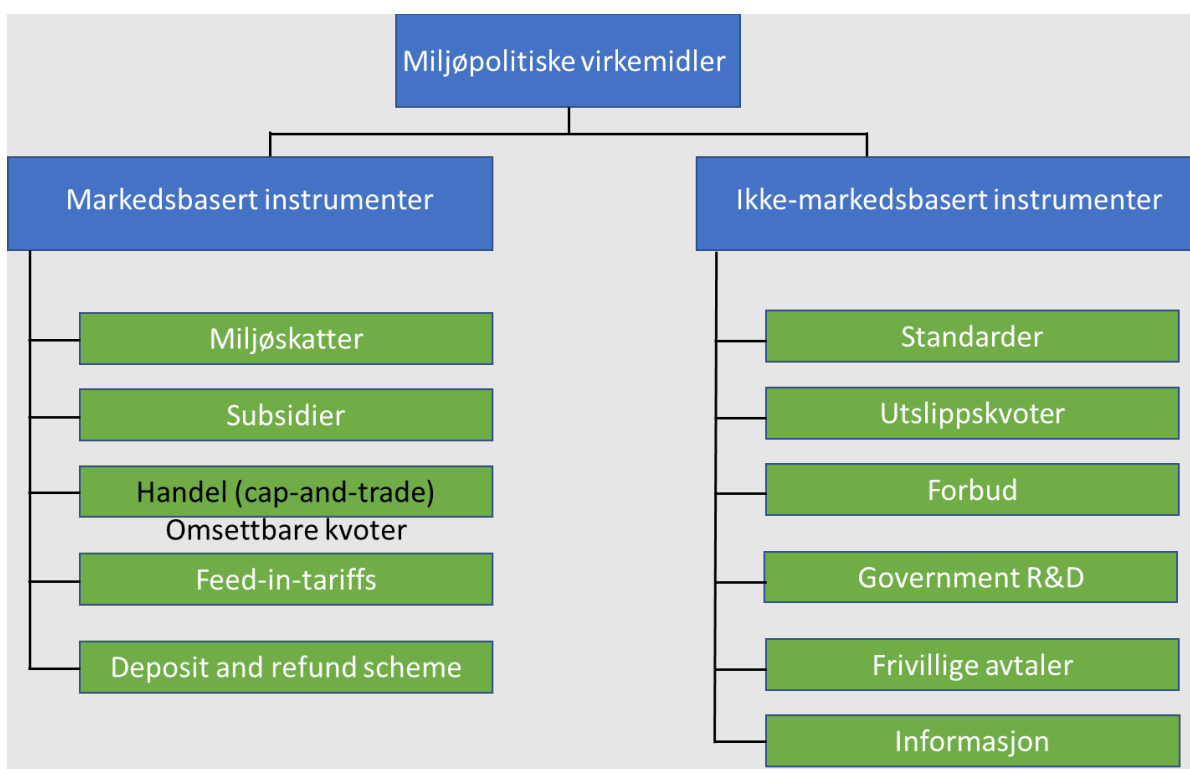 Miljøpolitiske virkemidler
Markedsbasert instrumenter
Miljøskatter
Subsidier
Handel (cap-and-trade)
Omsettbare kvoter
Feed-in-tariffs
Deposit and refund scheme
Ikke-markedsbasert instrumenter
Standarder
Utslippskvoter
Forbud
Government R&D
Frivillige avtaler
Informasjon